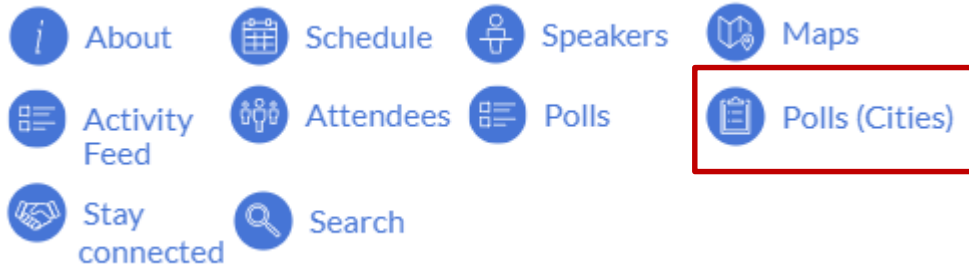 About
Schedule
Speakers
Maps
Activity
Feed
Attendees
Polls
Polls (Cities)
Stay
connected
Search